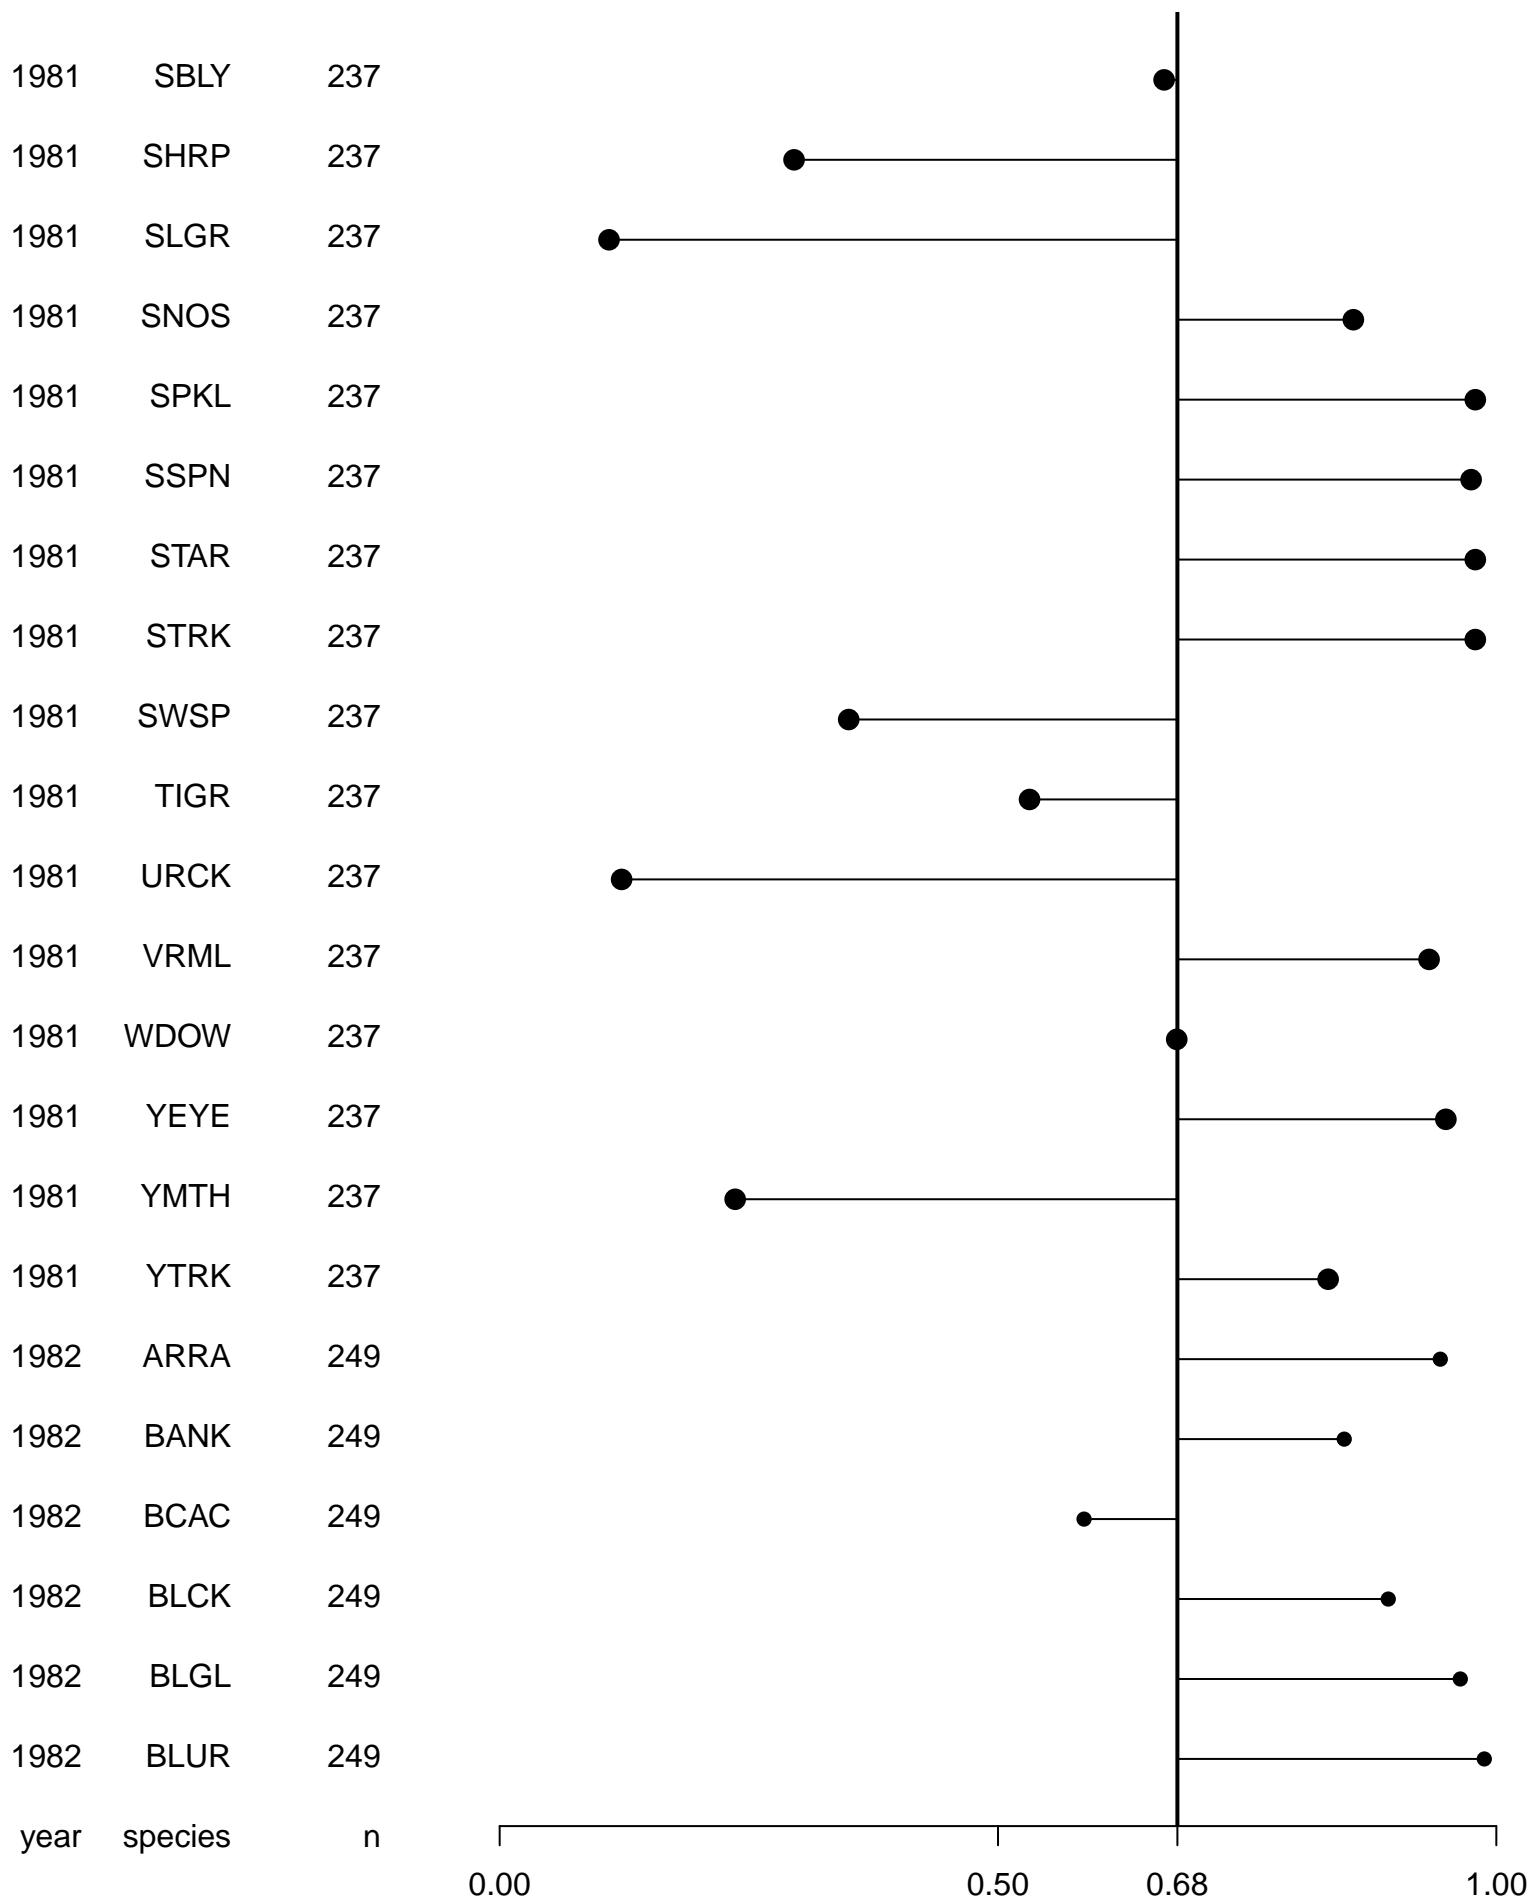 1981 SBLY 237
1981 SHRP 237
1981 SLGR 237
1981 SNOS 237
1981 SPKL 237
1981 SSPN 237
1981 STAR 237
1981 STRK 237
1981 SWSP 237
1981 TIGR 237
1981 URCK 237
1981 VRML 237
1981 WDOW 237
1981 YEYE 237
1981 YMTH 237
1981 YTRK 237
1982 ARRA 249
1982 BANK 249
1982 BCAC 249
1982 BLCK 249
1982 BLGL 249
1982 BLUR 249
year species n
0.00 0.50 0.68 1.00